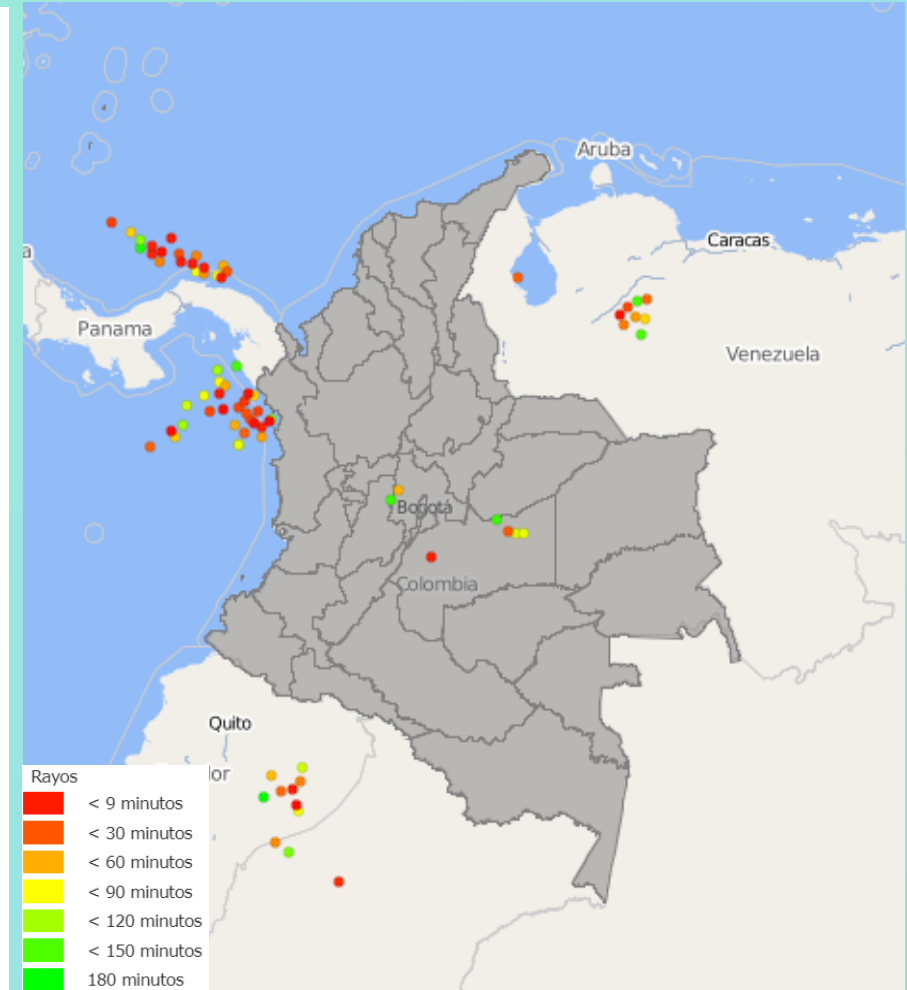 Aruba
Caracas
a
Panama
Venezuela
Bogotá
Colombia
Quito
dor
Rayos
< 9 minutos
< 30 minutos
< 60 minutos
< 90 minutos
< 120 minutos
< 150 minutos
180 minutos